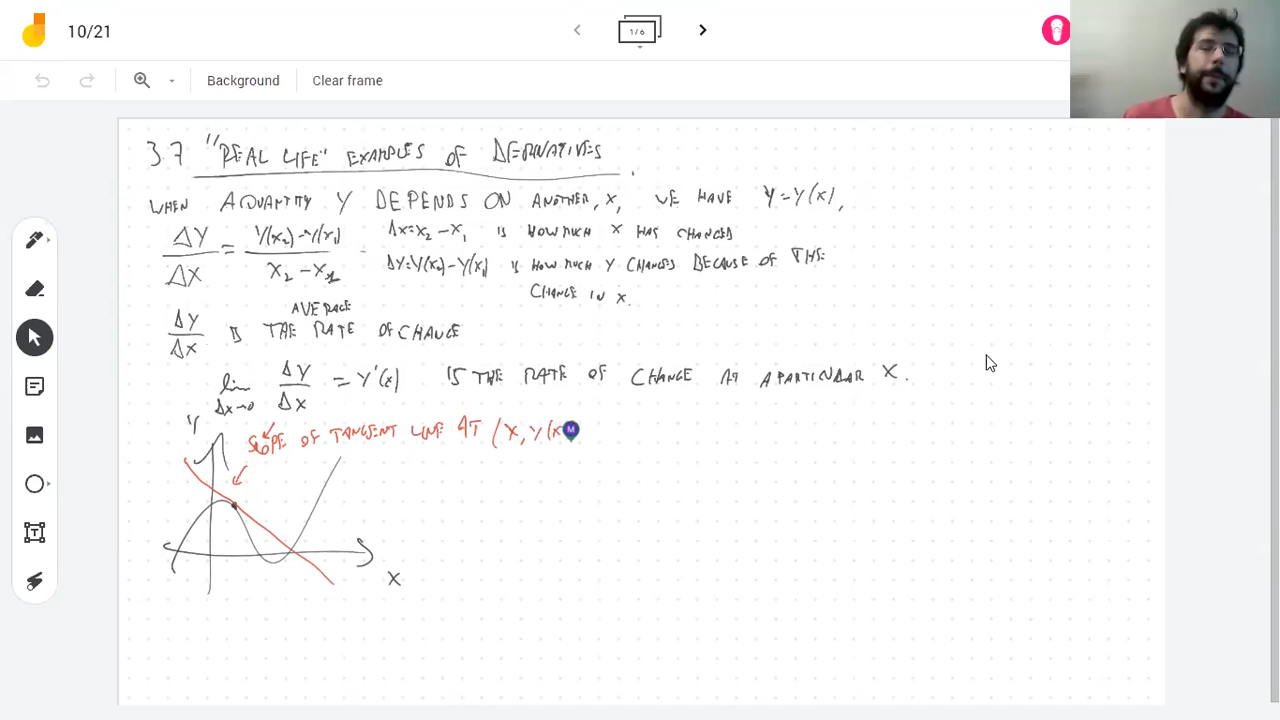 10/21
1/6
Background
Clear frame
3.7 "REAL LIFE" EXAMPLES OF DERIVATIVES
WHEN A QUANTITY Y DEPENDS ON ANOTHER, X, WE HAVE Y=Y(X),
ΔY/ΔX = Y(X2)-Y(X1)/X2-X1
ΔX=X2-X1 IS HOW MUCH X HAS CHANGED
ΔY=Y(X2)-Y(X1) IS HOW MUCH Y CHANGES BECAUSE OF THIS
CHANGE IN X.
AVERAGE
ΔY/ΔX IS THE RATE OF CHANGE
lim ΔX→0 ΔY/ΔX = Y'(X) IS THE RATE OF CHANGE AT A PARTICULAR X.
Y
SLOPE OF TANGENT LINE AT (X, Y(X
M
X